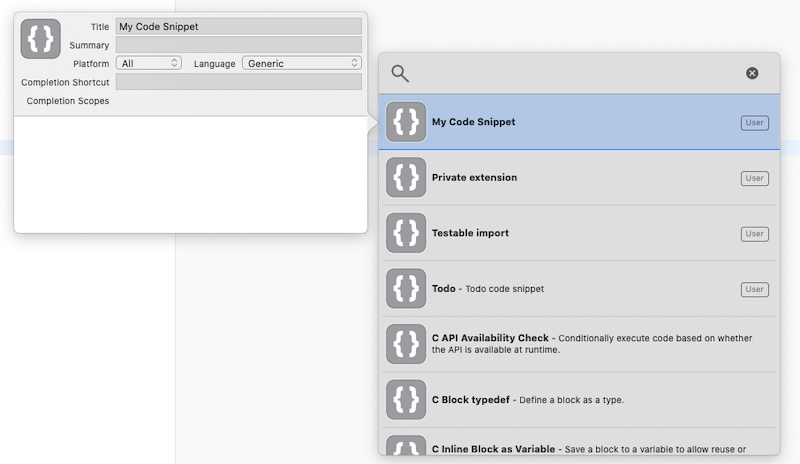 Title My Code Snippet
Summary
Platform All Language Generic
Completion Shortcut
Completion Scopes
My Code Snippet User
Private extension User
Testable import User
Todo - Todo code snippet User
C API Availability Check - Conditionally execute code based on whether
the API is available at runtime.
C Block typedef - Define a block as a type.
C Inline Block as Variable - Save a block to a variable to allow reuse or